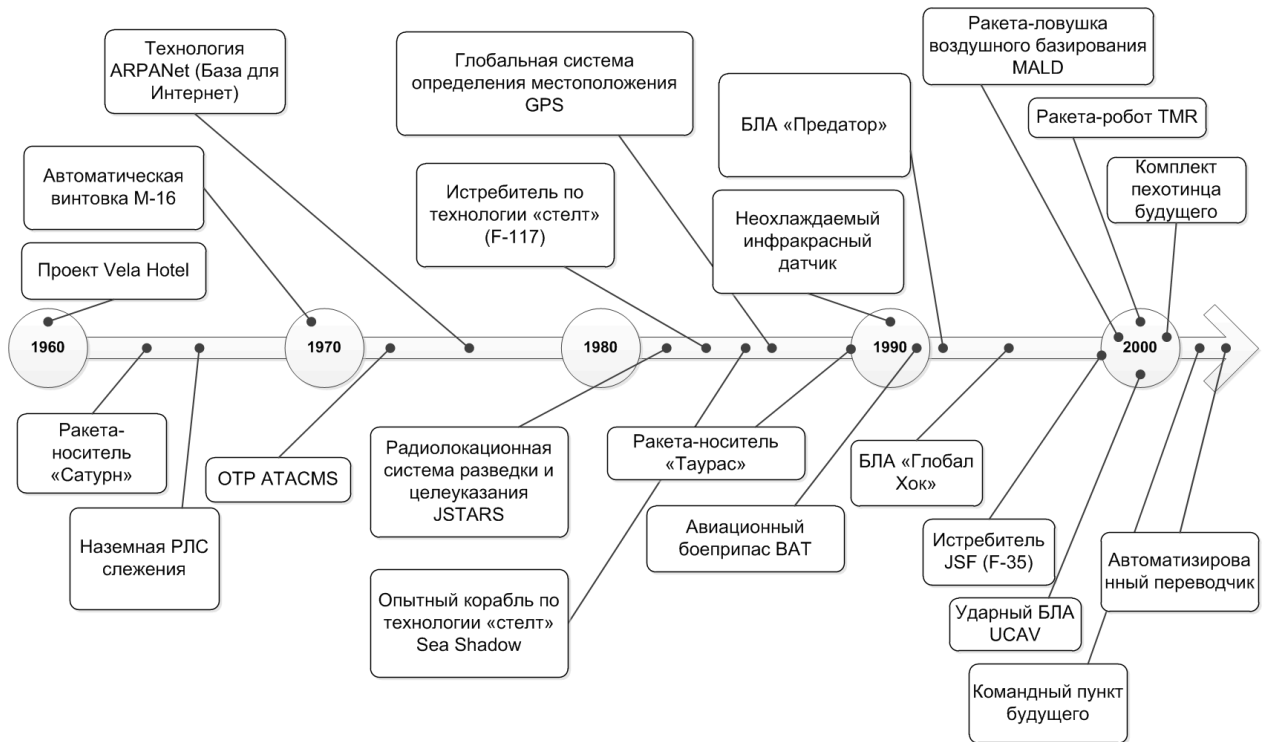 Технология
ARPANet (База для
Интернет)
Глобальная система
определения местоположения
GPS
Ракета-ловушка
воздушного базирования
MALD
БЛА «Предатор»
Ракета-робот TMR
Автоматическая
винтовка М-16
Истребитель по
технологии «стелт»
(F-117)
Комплект
пехотинца
будущего
Неохлаждаемый
инфракрасный
датчик
Проект Vela Hotel
1960
1970
1980
1990
2000
Ракета-
носитель
«Сатурн»
ОТР ATACMS
Наземная РЛС
слежения
Радиолокационная
система разведки и
целеуказания
JSTARS
Ракета-носитель
«Таурас»
БЛА «Глобал
Хок»
Авиационный
боеприпас BAT
Истребитель
JSF (F-35)
Автоматизирова
нный переводчик
Опытный корабль по
технологии «стелт»
Sea Shadow
Ударный БЛА
UCAV
Командный пункт
будущего